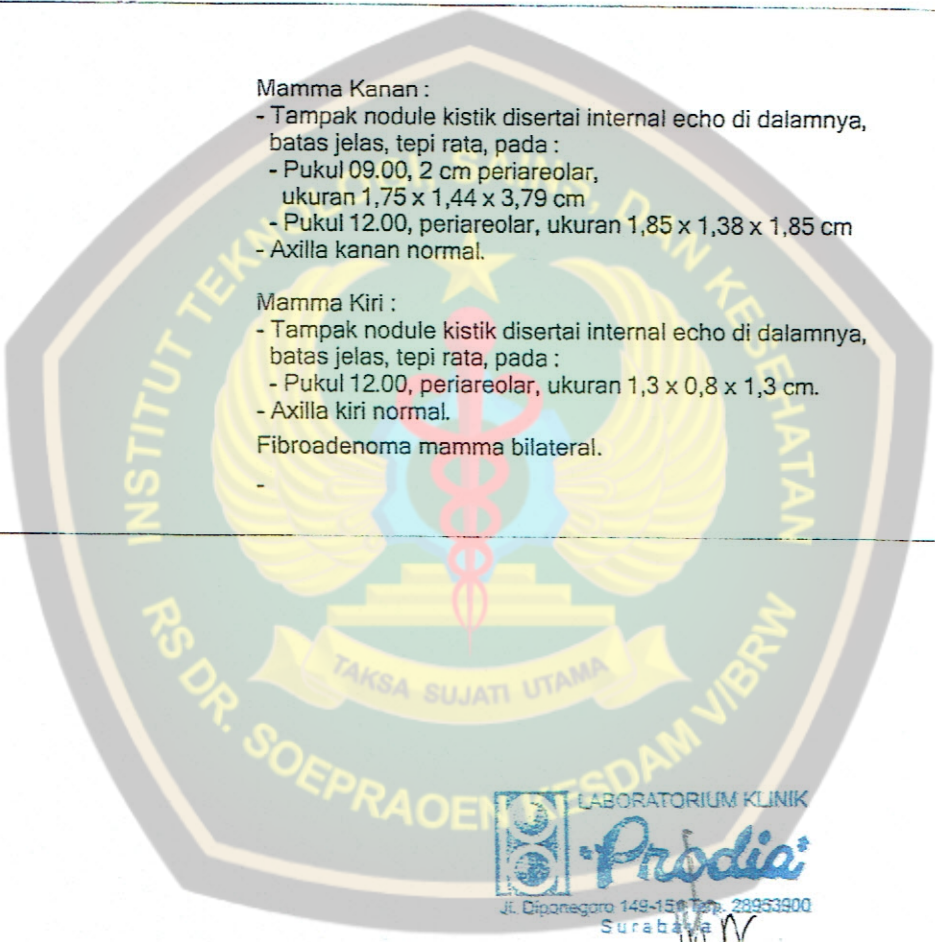 Mamma Kanan :
- Tampak nodule kistik disertai internal echo di dalamnya,
batas jelas, tepi rata, pada :
- Pukul 09.00, 2 cm periareolar,
ukuran 1,75 x 1,44 x 3,79 cm
- Pukul 12.00, periareolar, ukuran 1,85 x 1,38 x 1,85 cm
- Axilla kanan normal.
Mamma Kiri :
- Tampak nodule kistik disertai internal echo di dalamnya,
batas jelas, tepi rata, pada :
- Pukul 12.00, periareolar, ukuran 1,3 x 0,8 x 1,3 cm.
- Axilla kiri normal.
Fibroadenoma mamma bilateral.
-
INSTITUT TEKNOLOGI, SAINS, DAN KESEHATAN
RS DR. SOEPRAOEN KESDAM V/BRW
TAKSA SUJATI UTAMA
LABORATORIUM KLINIK
Prodia
Jl. Diponegoro 149-15 28953900
Surabaya